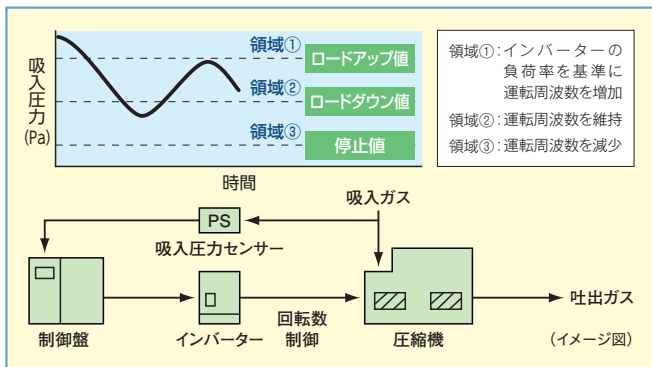 吸入圧力
(Pa)
領域①
ロードアップ値
領域②
ロードダウン値
領域③
停止値
時間
領域①：インバーターの
負荷率を基準に
運転周波数を増加
領域②：運転周波数を維持
領域③：運転周波数を減少
吸入ガス
PS
吸入圧力センサー
制御盤
インバーター
回転数
制御
圧縮機
吐出ガス
(イメージ図)